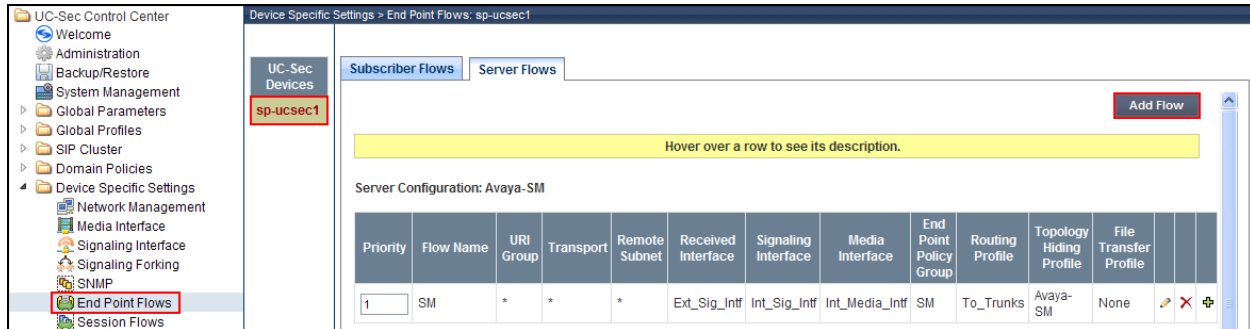 UC-Sec Control Center
Welcome
Administration
Backup/Restore
System Management
Global Parameters
Global Profiles
SIP Cluster
Domain Policies
Device Specific Settings
Network Management
Media Interface
Signaling Interface
Signaling Forking
SNMP
End Point Flows
Session Flows
Device Specific Settings > End Point Flows: sp-ucsec1
UC-Sec
Devices
sp-ucsec1
Subscriber Flows Server Flows
Add Flow
Hover over a row to see its description.
Server Configuration: Avaya-SM
Priority Flow Name URI Group Transport Remote Subnet Received Interface Signaling Interface Media Interface End Point Policy Group Routing Profile Topology Hiding Profile File Transfer Profile
1 SM * * * Ext_Sig_Intf Int_Sig_Intf Int_Media_Intf SM To_Trunks Avaya-SM None